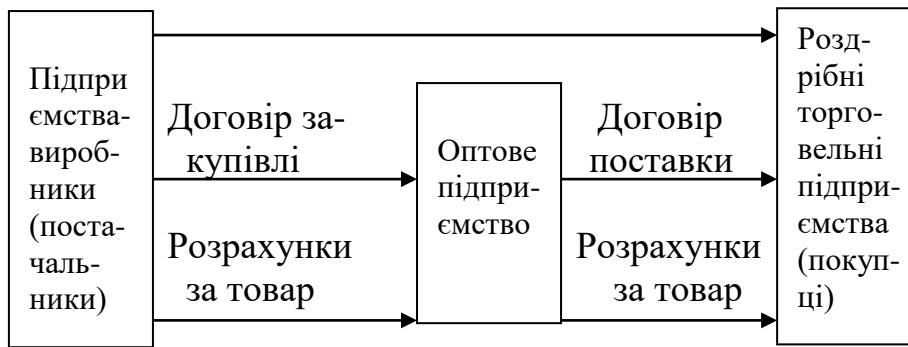 Підпри
ємства-
вироб-
ники
(поста-
чаль-
ники)
Договір за-
купівлі
Розрахунки
за товар
Оптове
підпри-
ємство
Договір
поставки
Розрахунки
за товар
Розд-
рібні
торго-
вельні
підпри-
ємства
(покуп-
ці)